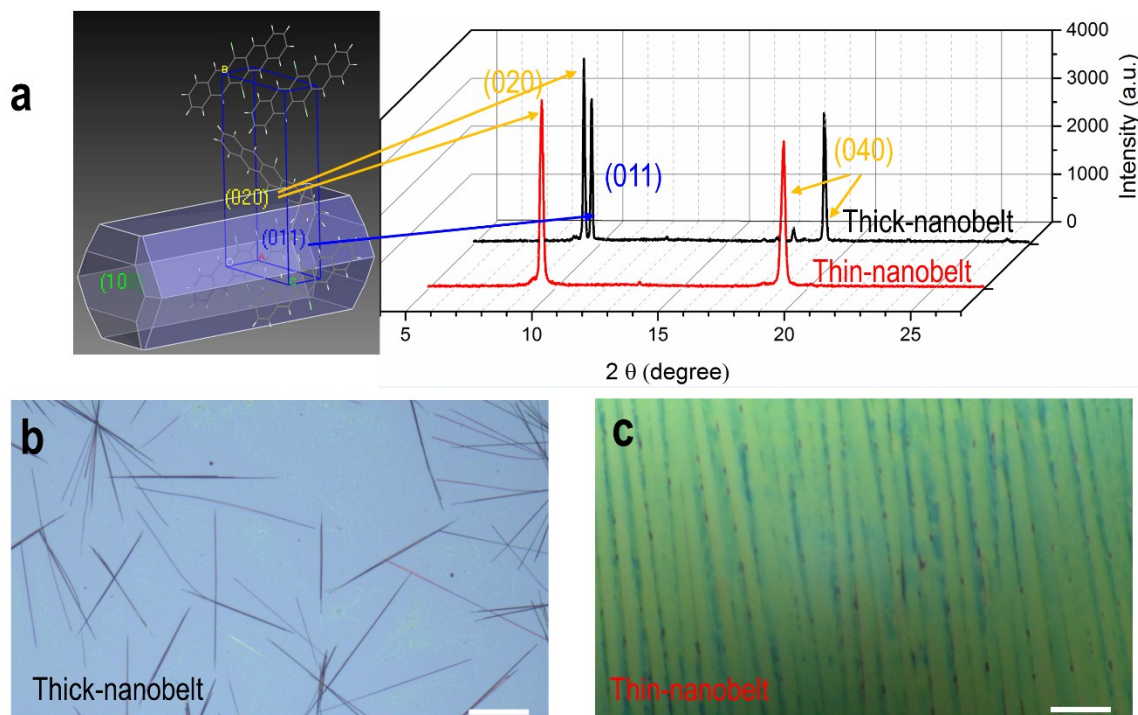 a
B
(020)
(011)
(10
O
A
(020)
(011)
(040)
Thick-nanobelt
Thin-nanobelt
4000
3000
2000
1000
0
Intensity (a.u.)
5
10
15
20
25
2 θ (degree)
b
Thick-nanobelt
c
Thin-nanobelt